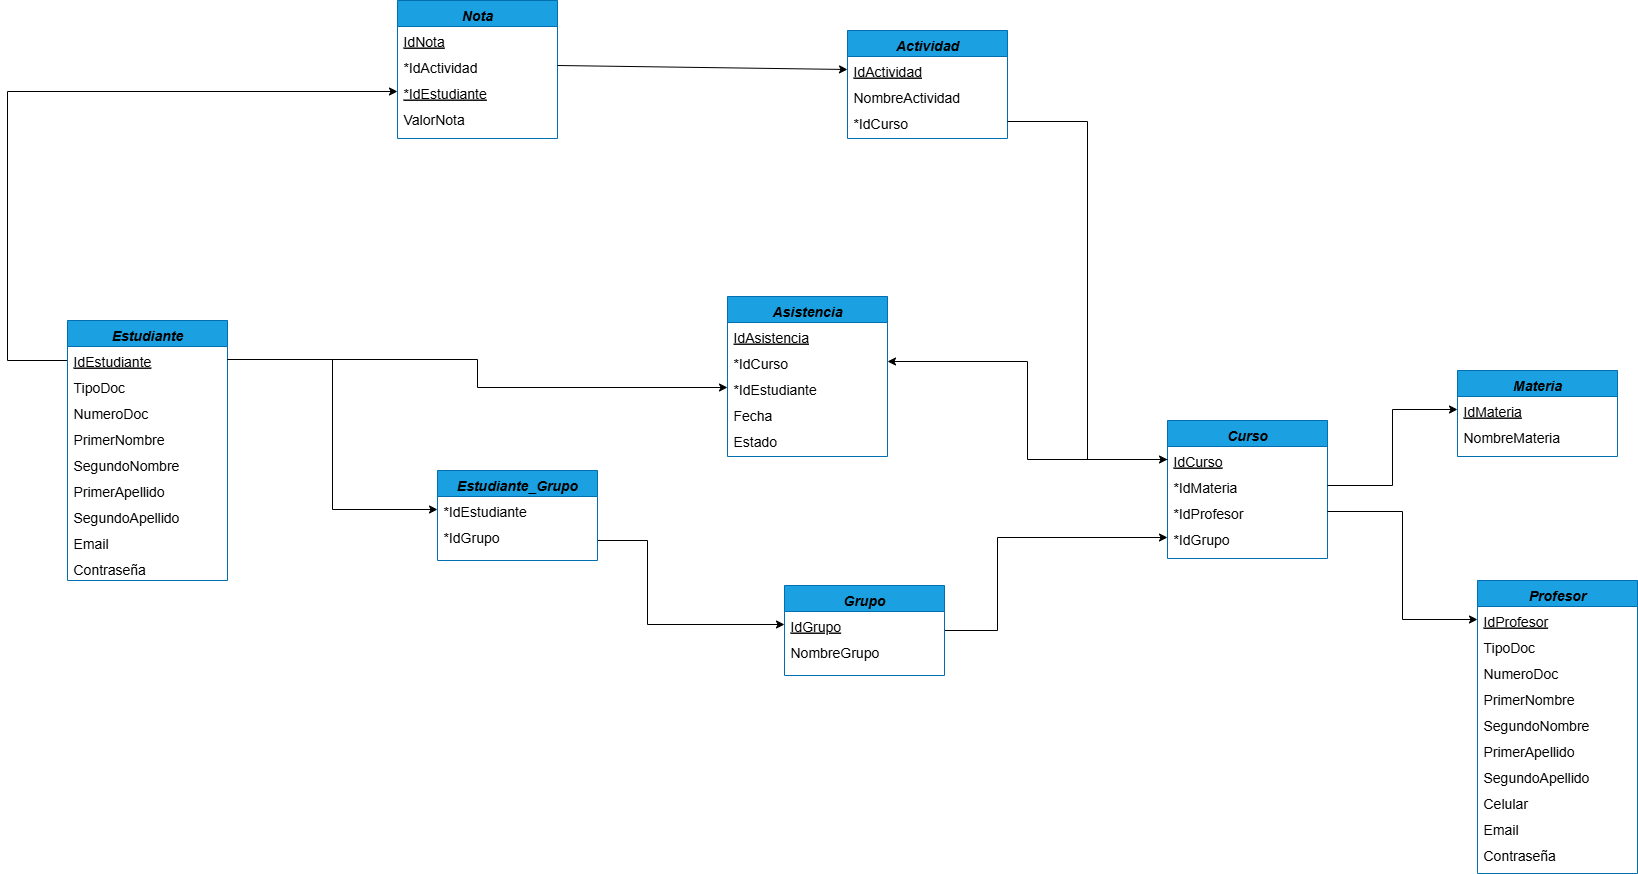 Nota
IdNota
*IdActividad
*IdEstudiante
ValorNota
Actividad
IdActividad
NombreActividad
*IdCurso
Estudiante
IdEstudiante
TipoDoc
NumeroDoc
PrimerNombre
SegundoNombre
PrimerApellido
SegundoApellido
Email
Contraseña
Asistencia
IdAsistencia
*IdCurso
*IdEstudiante
Fecha
Estado
Estudiante_Grupo
*IdEstudiante
*IdGrupo
Grupo
IdGrupo
NombreGrupo
Curso
IdCurso
*IdMateria
*IdProfesor
*IdGrupo
Materia
IdMateria
NombreMateria
Profesor
IdProfesor
TipoDoc
NumeroDoc
PrimerNombre
SegundoNombre
PrimerApellido
SegundoApellido
Celular
Email
Contraseña